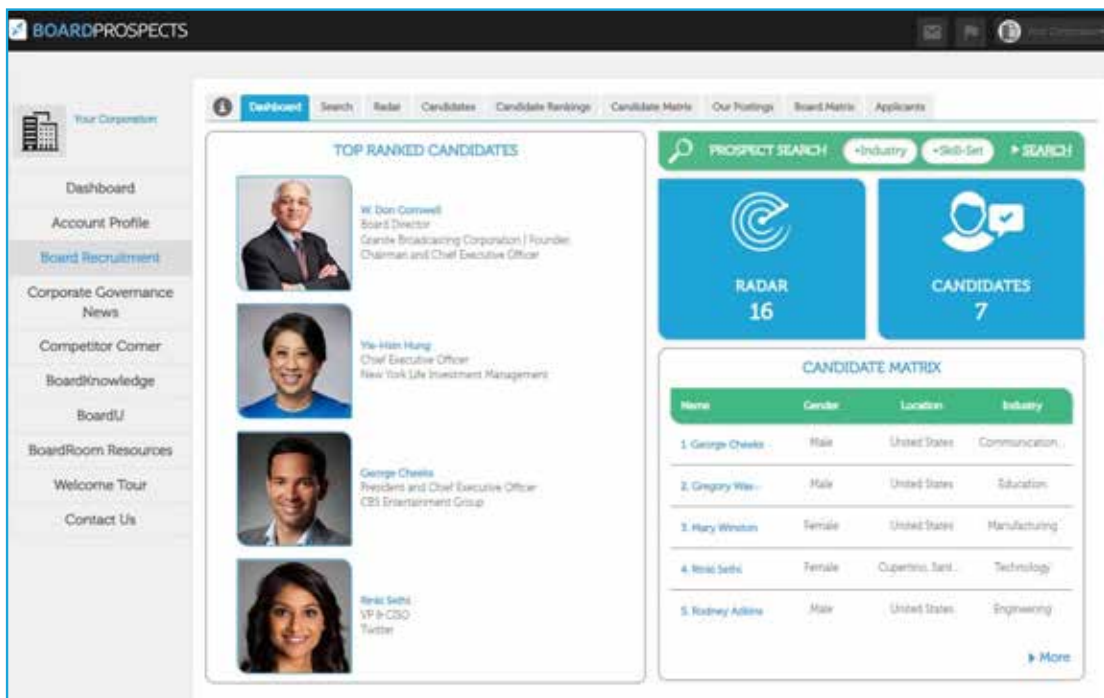 BOARDPROSPECTS
Your Corporation
Dashboard
Account Profile
Board Recruitment
Corporate Governance
News
Competitor Corner
BoardKnowledge
BoardU
BoardRoom Resources
Welcome Tour
Contact Us
Dashboard Search Radar Candidates Candidate Rankings Candidate Matrix Our Postings Board Matrix Applicants
TOP RANKED CANDIDATES
W. Don Cornwell
Board Director
Granite Broadcasting Corporation | Founder,
Chairman and Chief Executive Officer
Yie-Hsin Hung
Chief Executive Officer
New York Life Investment Management
George Cheeks
President and Chief Executive Officer
CBS Entertainment Group
Rinki Sethi
VP & CISO
Twitter
PROSPECT SEARCH +Industry +Skill-Set SEARCH
RADAR
16
CANDIDATES
7
CANDIDATE MATRIX
Name Gender Location Industry
1. George Cheeks Male United States Communication...
2. Gregory Male United States Education
3. Mary Winston Female United States Manufacturing
4. Rinki Sethi Female Cupertino, Sant... Technology
5. Rodney Adkins Male United States Engineering
More